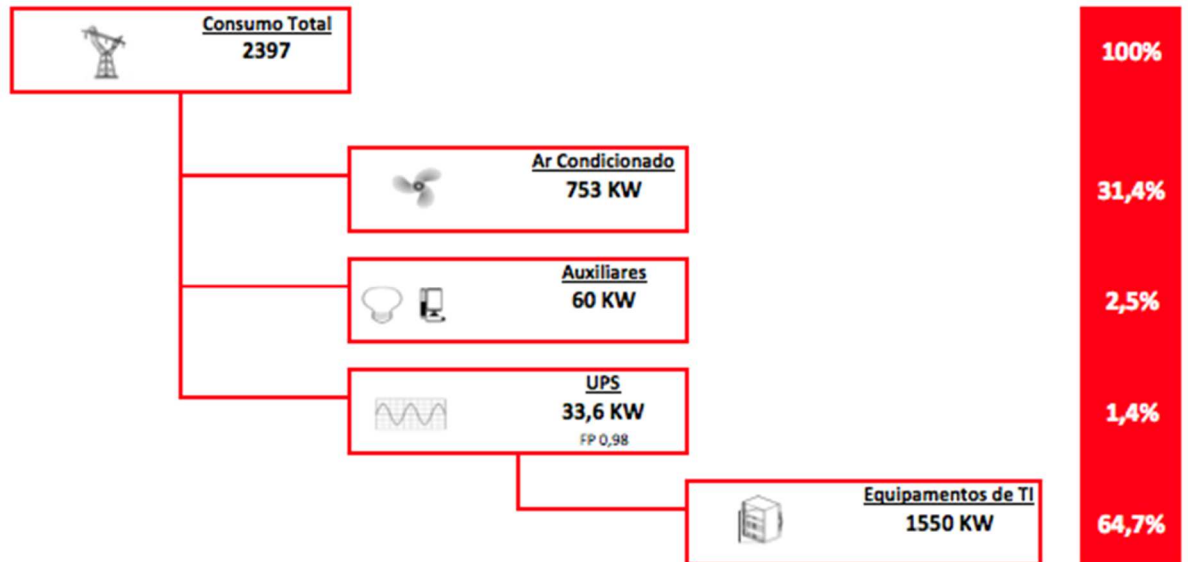 Consumo Total
2397
100%
Ar Condicionado
753 KW
31,4%
Auxiliares
60 KW
2,5%
UPS
33,6 KW
FP 0,98
1,4%
Equipamentos de TI
1550 KW
64,7%